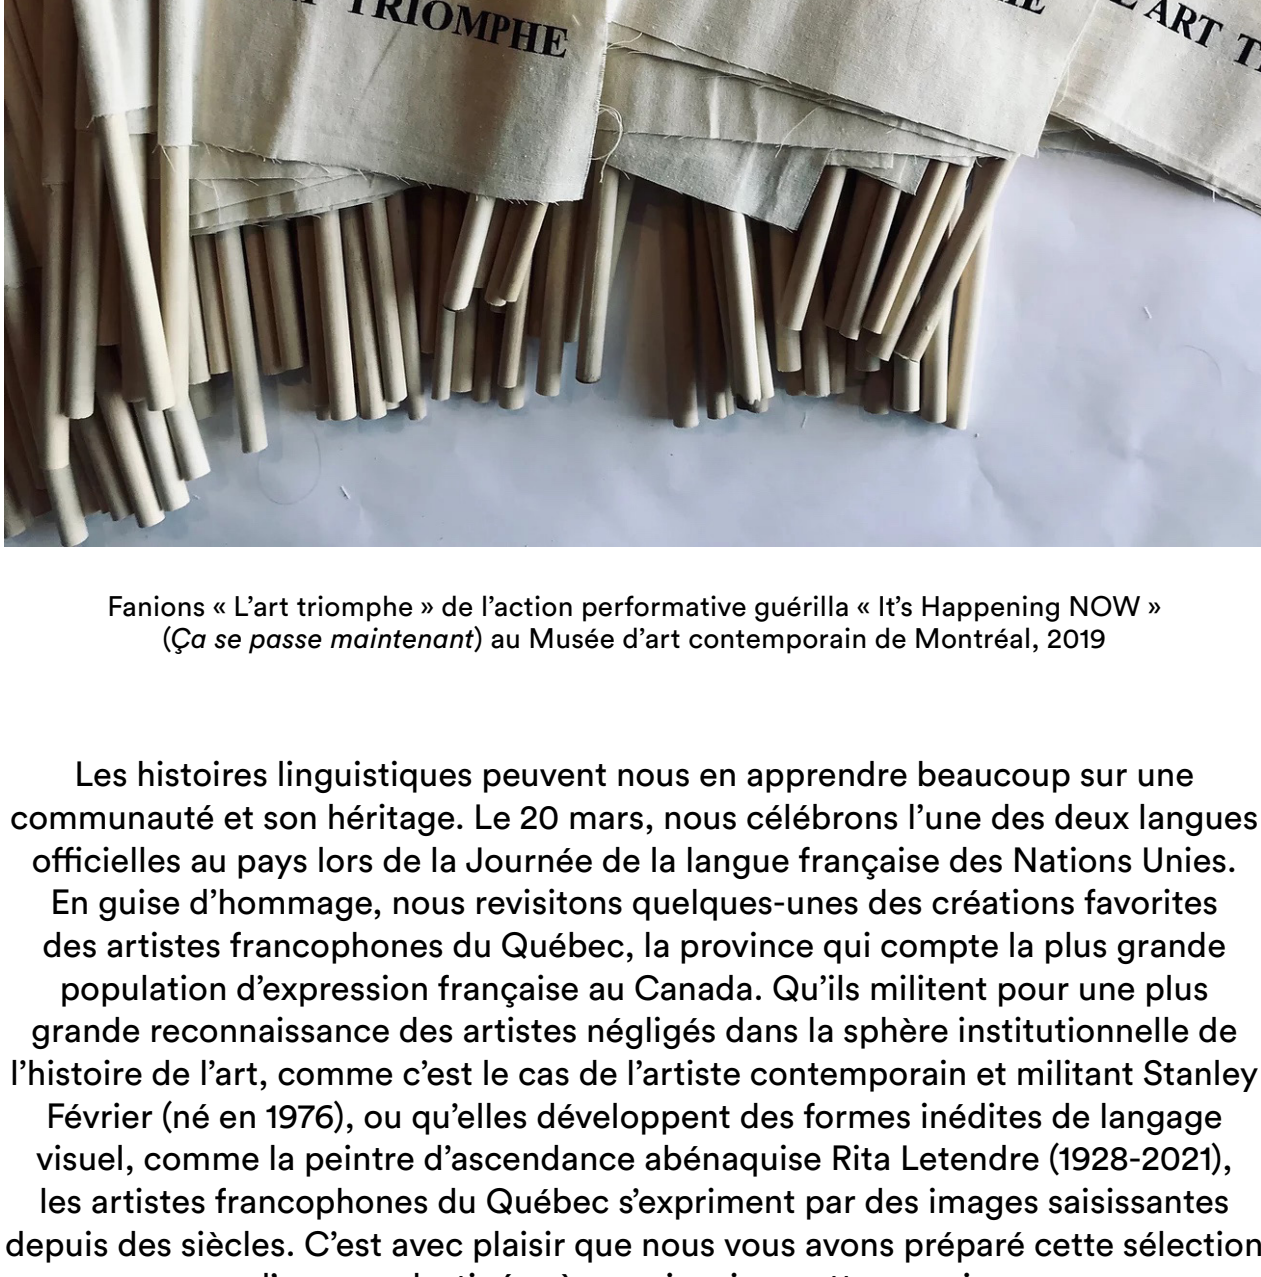 TRIOMPHE
ART
Fanions « L’art triomphe » de l’action performative guérilla « It’s Happening NOW »
(Ça se passe maintenant) au Musée d’art contemporain de Montréal, 2019
Les histoires linguistiques peuvent nous en apprendre beaucoup sur une
communauté et son héritage. Le 20 mars, nous célébrons l’une des deux langues
officielles au pays lors de la Journée de la langue française des Nations Unies.
En guise d’hommage, nous revisitons quelques-unes des créations favorites
des artistes francophones du Québec, la province qui compte la plus grande
population d’expression française au Canada. Qu’ils militent pour une plus
grande reconnaissance des artistes négligés dans la sphère institutionnelle de
l’histoire de l’art, comme c’est le cas de l’artiste contemporain et militant Stanley
Février (né en 1976), ou qu’elles développent des formes inédites de langage
visuel, comme la peintre d’ascendance abénaquise Rita Letendre (1928-2021),
les artistes francophones du Québec s’expriment par des images saisissantes
depuis des siècles. C’est avec plaisir que nous vous avons préparé cette sélection